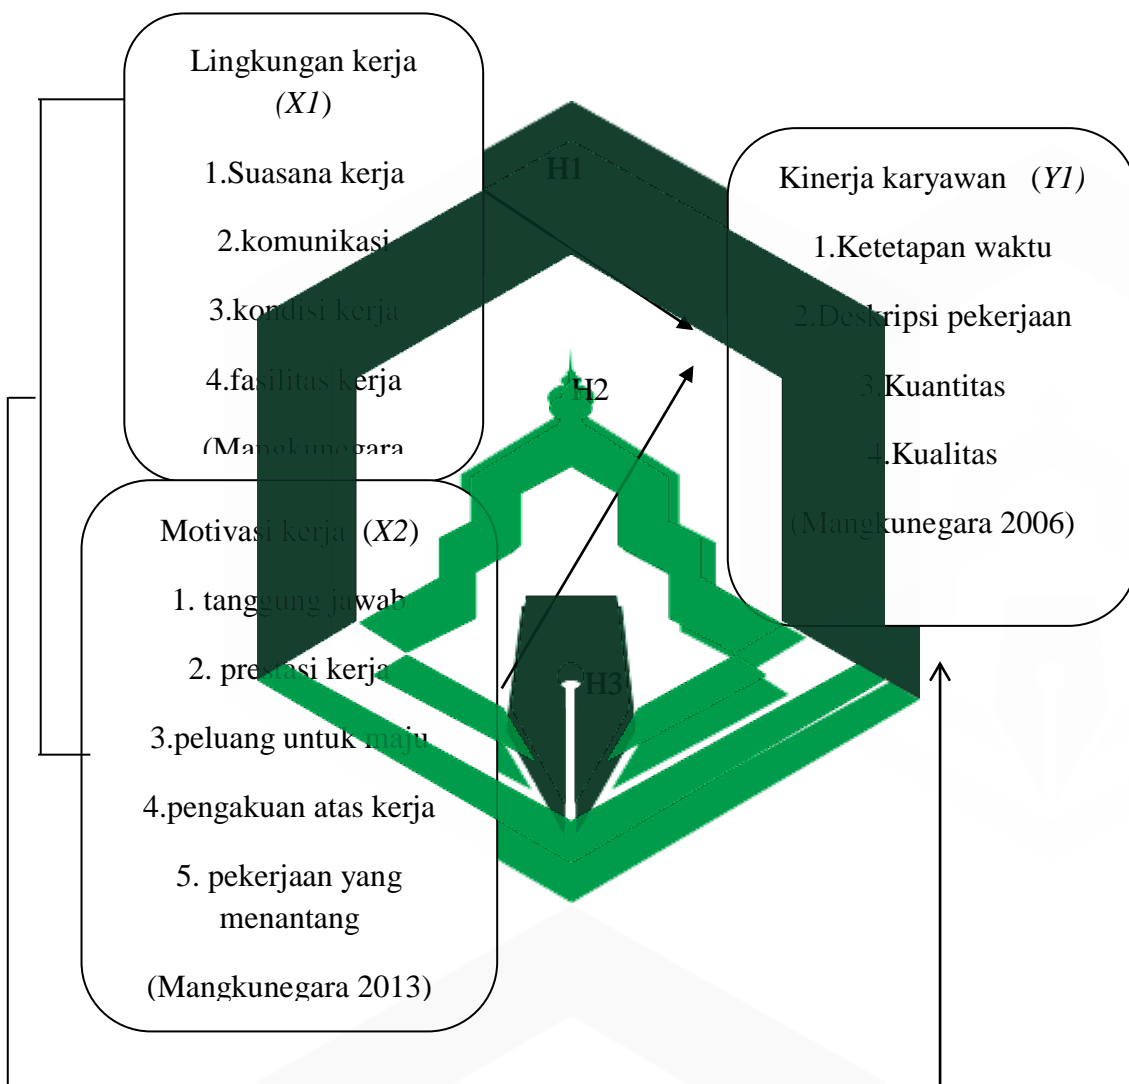 Lingkungan kerja
(X1)
1.Suasana kerja
2.komunikasi
3.kondisi kerja
4.fasilitas kerja
(Mangkunegara
Motivasi kerja (X2)
1. tanggung jawab
2. prestasi kerja
3.peluang untuk maju
4.pengakuan atas kerja
5. pekerjaan yang
menantang
(Mangkunegara 2013)
H1
H2
H3
Kinerja karyawan (Y1)
1.Ketetapan waktu
2.Deskripsi pekerjaan
3.Kuantitas
4.Kualitas
(Mangkunegara 2006)